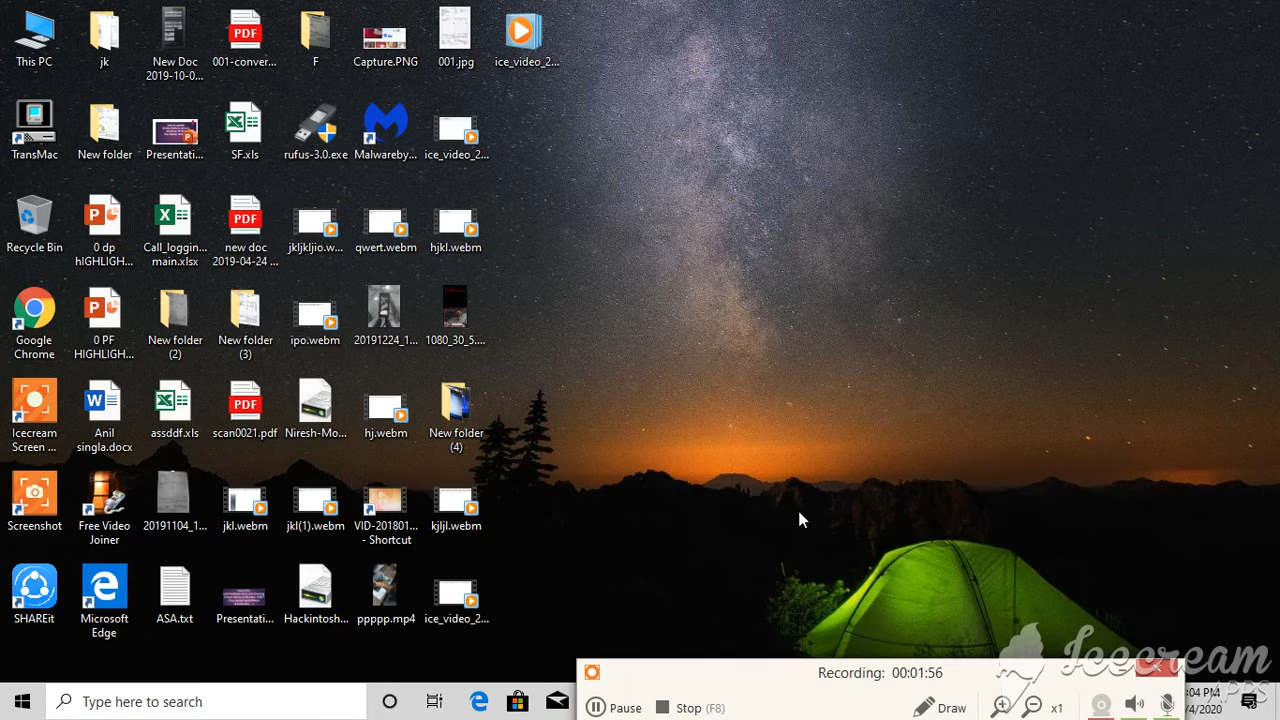 This PC
jk
New Doc
2019-10-0...
001-conver...
F
Capture.PNG
001.jpg
ice_video_2...
TransMac
New folder
Presentati...
SF.xls
rufus-3.0.exe
Malwareby...
ice_video_2...
Recycle Bin
0 dp
hIGHLIGH...
Call_loggin...
main.xlsx
new doc
2019-04-24 ...
jkljkljio.w...
qwert.webm
hjkl.webm
Google
Chrome
0 PF
HIGHLIGH...
New folder
(2)
New folder
(3)
ipo.webm
20191224_1...
1080_30_5....
Icecream
Screen ...
Anil
singla.docx
assddf.xls
scan0021.pdf
Niresh-Mo...
hj.webm
New folder
(4)
Screenshot
Free Video
Joiner
20191104_1...
jkl.webm
jkl(1).webm
VID-201801...
- Shortcut
kjljl.webm
SHAREit
Microsoft
Edge
ASA.txt
Presentati...
Hackintosh...
ppppp.mp4
ice_video_2...
PDF
PDF
PDF
Recording: 00:01:56
Icecream
APPS
Pause
Stop (F8)
Draw
x1
Type here to search
:04 PM
/4/2020